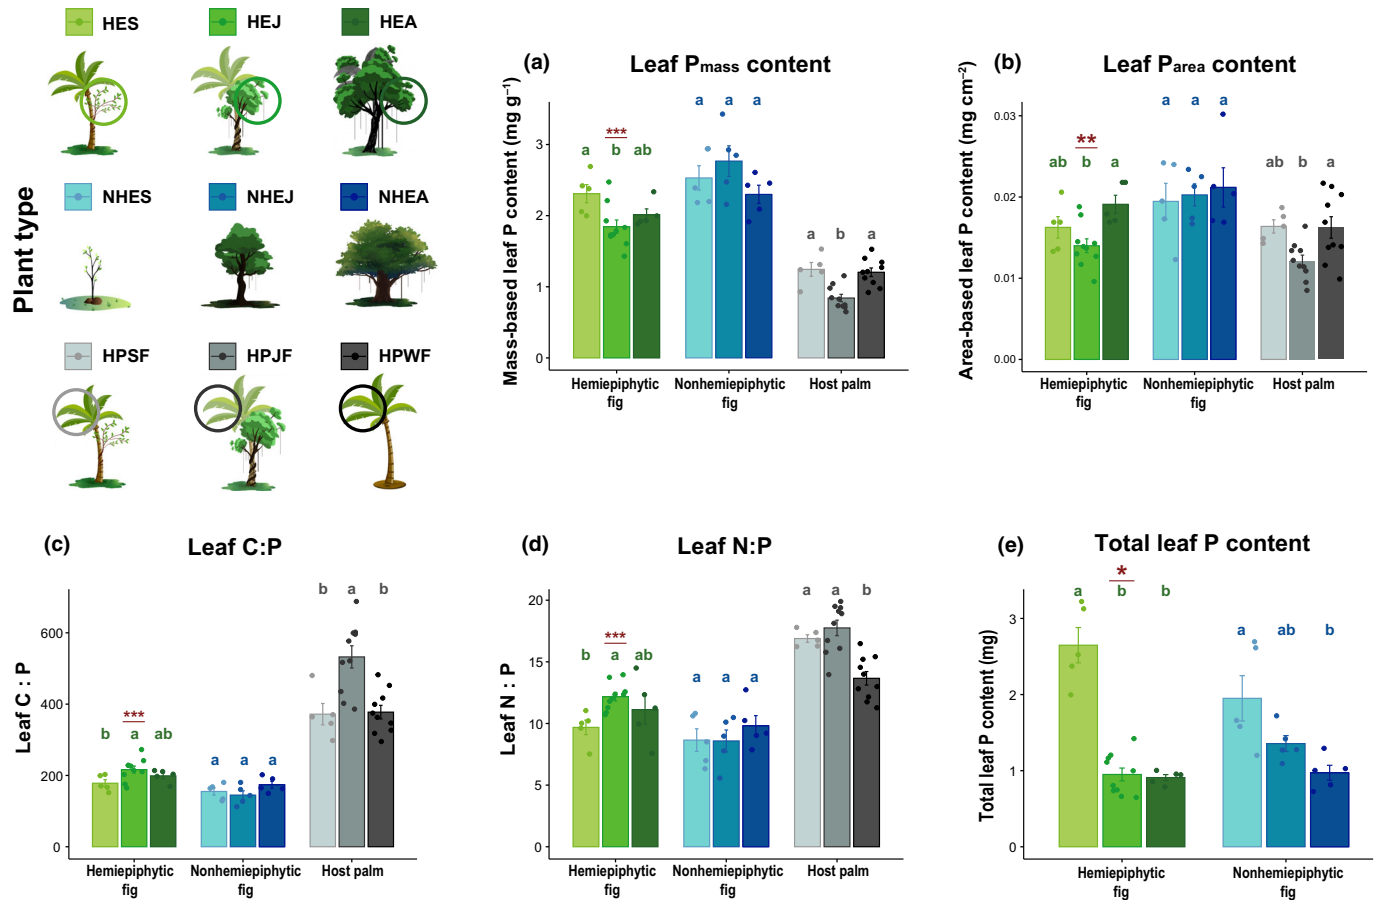 Plant type
HES HEJ HEA
NHES NHEJ NHEA
HPSF HPJF HPWF
(a) Leaf Pmass content
Mass-based leaf P content (mg g⁻¹)
3
2
1
0
a b ab
***
a a a
a b a
Hemiepiphytic
fig
Nonhemiepiphytic
fig
Host palm
(b) Leaf Parea content
Area-based leaf P content (mg cm⁻²)
0.03
0.02
0.01
0.00
ab b a
**
a a a
ab b a
Hemiepiphytic
fig
Nonhemiepiphytic
fig
Host palm
(c) Leaf C:P
Leaf C : P
600
400
200
0
b a ab
***
a a a
b a b
Hemiepiphytic
fig
Nonhemiepiphytic
fig
Host palm
(d) Leaf N:P
Leaf N : P
20
15
10
5
0
b a ab
***
a a a
a a b
Hemiepiphytic
fig
Nonhemiepiphytic
fig
Host palm
(e) Total leaf P content
Total leaf P content (mg)
3
2
1
0
*
a b b
a ab b
Hemiepiphytic
fig
Nonhemiepiphytic
fig